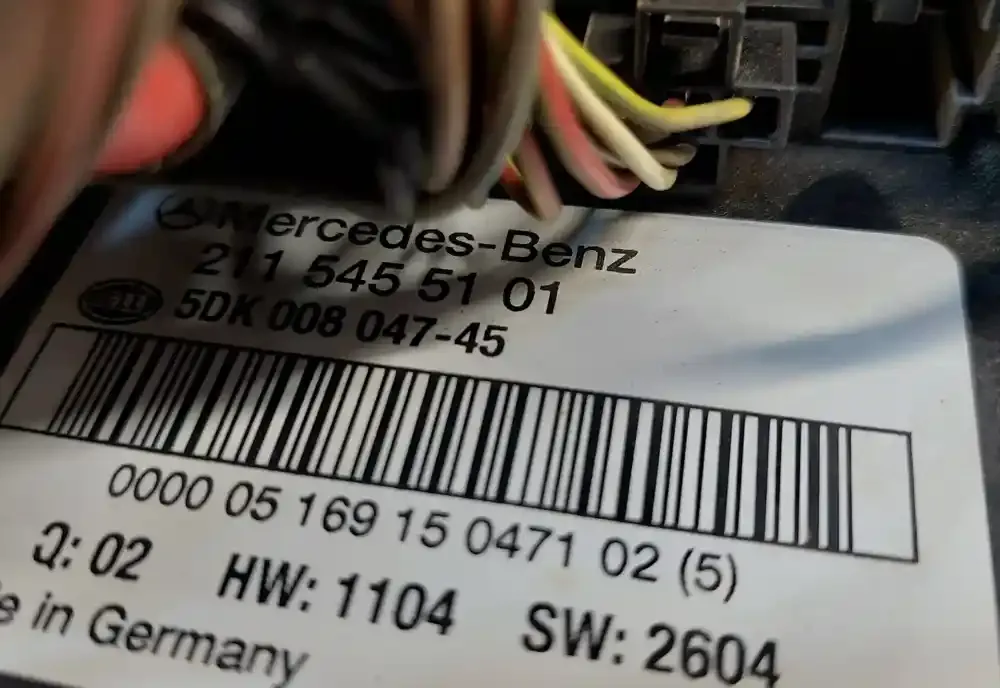 Mercedes-Benz
211 545 51 01
5DK 008 047-45
0000 05 169 15 0471 02 (5)
Q: 02 HW: 1104 SW: 2604
in Germany